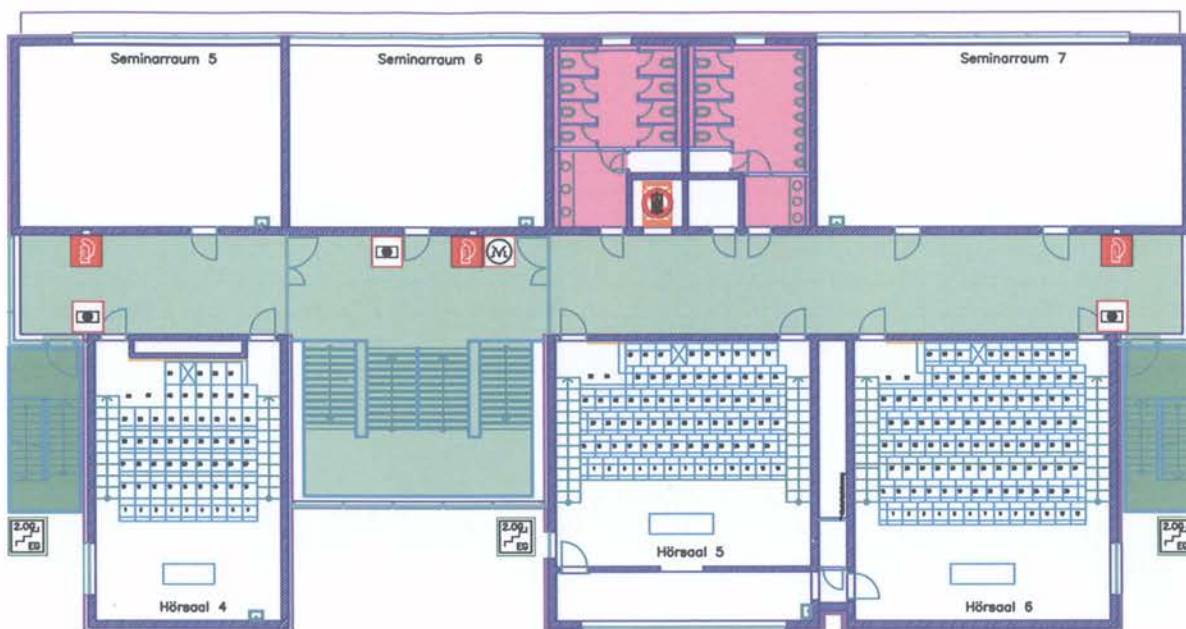 Seminarraum 5
Seminarraum 6
Seminarraum 7
M
2.OG
EG
2.OG
EG
2.OG
EG
Hörsaal 5
Hörsaal 4
Hörsaal 6